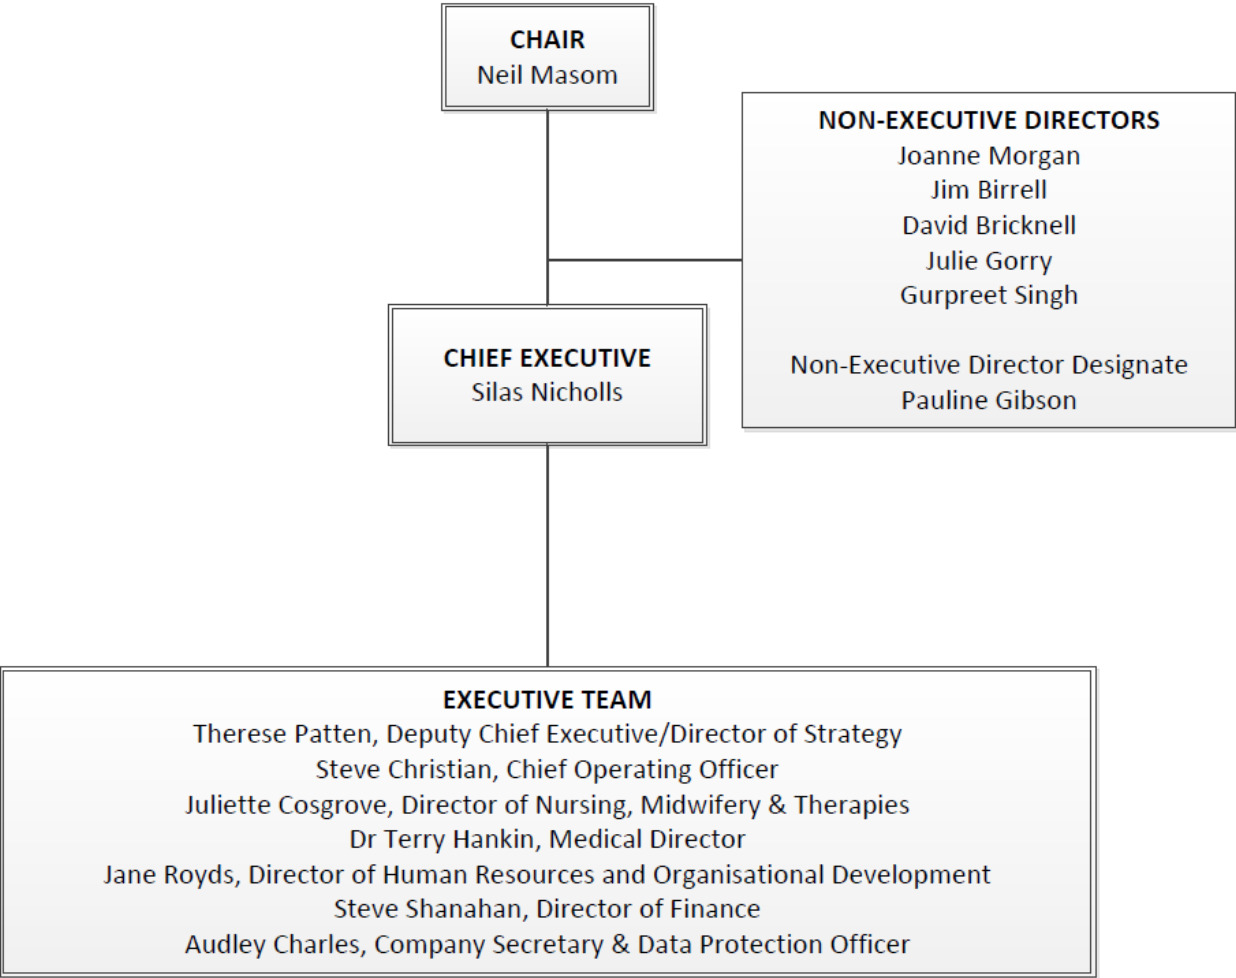 CHAIR
Neil Masom
NON-EXECUTIVE DIRECTORS
Joanne Morgan
Jim Birrell
David Bricknell
Julie Gorry
Gurpreet Singh
Non-Executive Director Designate
Pauline Gibson
CHIEF EXECUTIVE
Silas Nicholls
EXECUTIVE TEAM
Therese Patten, Deputy Chief Executive/Director of Strategy
Steve Christian, Chief Operating Officer
Juliette Cosgrove, Director of Nursing, Midwifery & Therapies
Dr Terry Hankin, Medical Director
Jane Royds, Director of Human Resources and Organisational Development
Steve Shanahan, Director of Finance
Audley Charles, Company Secretary & Data Protection Officer